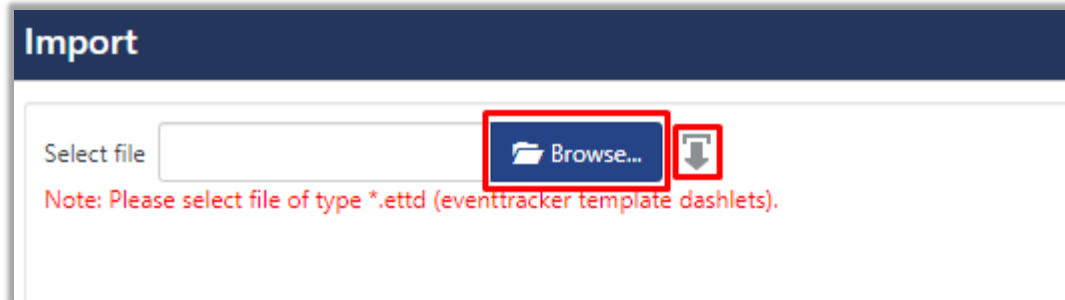 Import
Select file Browse...
Note: Please select file of type *.ettd (eventtracker template dashlets).